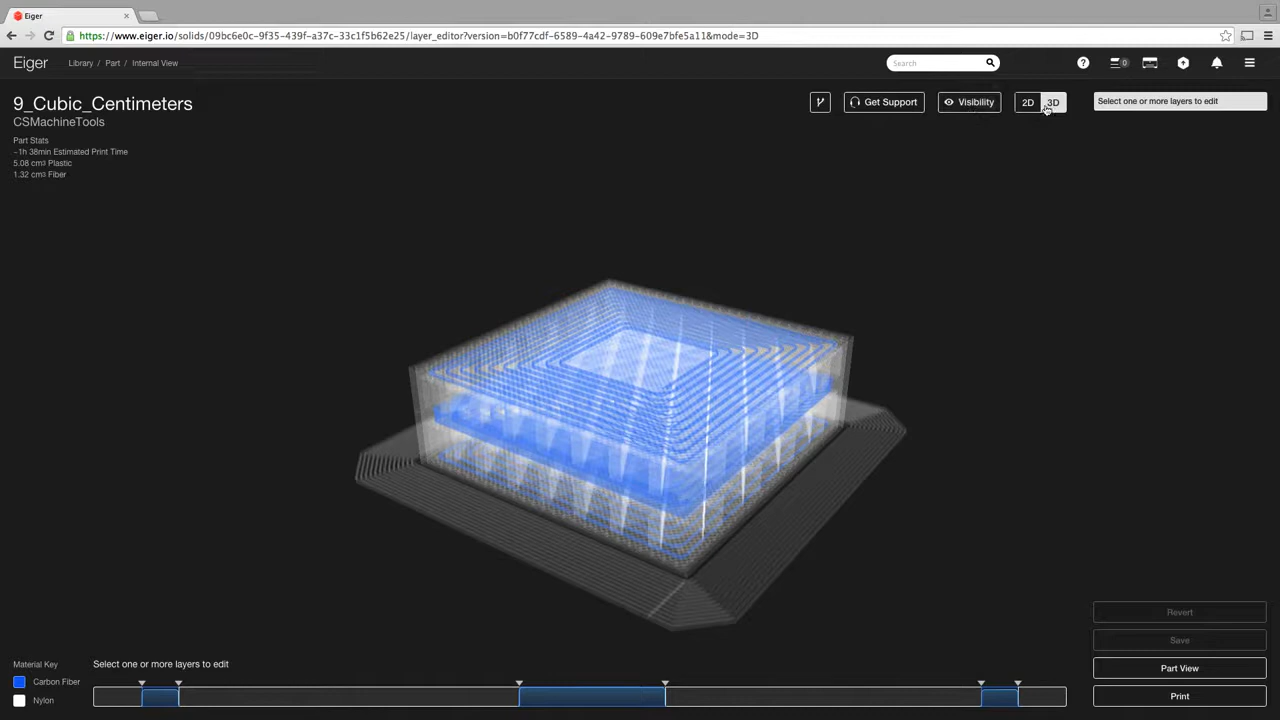 Eiger
https://www.eiger.io/solids/09bc6e0c-9f35-439f-a37c-33c1f5b62e25/layer_editor?version=b0f77cdf-6589-4a42-9789-609e7bfe5a11&mode=3D
Eiger
Library / Part / Internal View
Search
0
9_Cubic_Centimeters
CSMachineTools
Part Stats
~1h 38min Estimated Print Time
5.08 cm³ Plastic
1.32 cm³ Fiber
Get Support
Visibility
2D
3D
Select one or more layers to edit
Revert
Save
Part View
Print
Material Key
Carbon Fiber
Nylon
Select one or more layers to edit